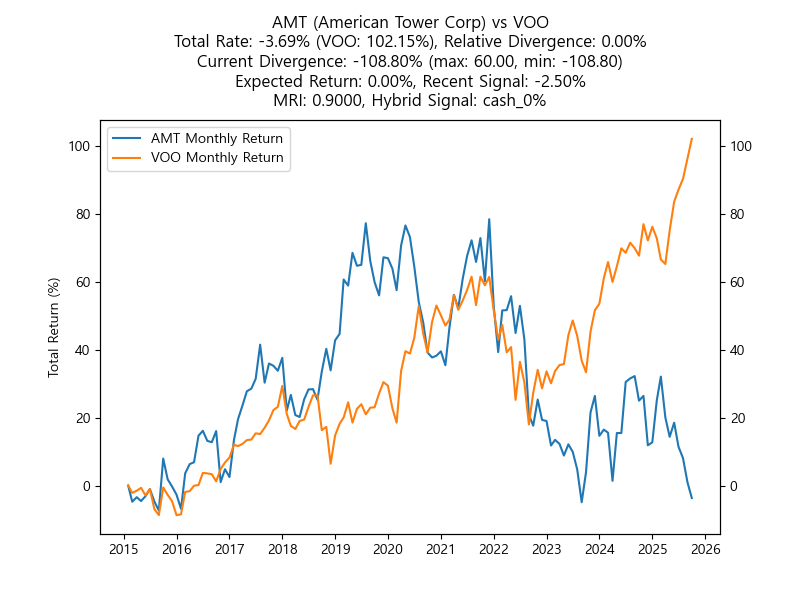 AMT (American Tower Corp) vs VOO
Total Rate: -3.69% (VOO: 102.15%), Relative Divergence: 0.00%
Current Divergence: -108.80% (max: 60.00, min: -108.80)
Expected Return: 0.00%, Recent Signal: -2.50%
MRI: 0.9000, Hybrid Signal: cash_0%
AMT Monthly Return
VOO Monthly Return
Total Return (%)
100
80
60
40
20
0
100
80
60
40
20
0
2015 2016 2017 2018 2019 2020 2021 2022 2023 2024 2025 2026